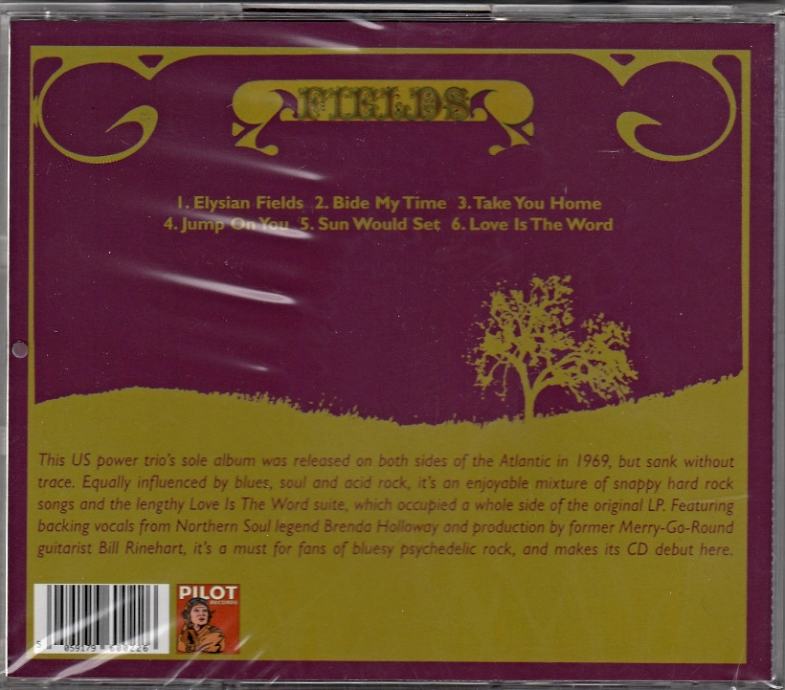 FIELDS
1. Elysian Fields 2. Bide My Time 3. Take You Home
4. Jump On You 5. Sun Would Set 6. Love Is The Word
This US power trio's sole album was released on both sides of the Atlantic in 1969, but sank without
trace. Equally influenced by blues, soul and acid rock, it's an enjoyable mixture of snappy hard rock
songs and the lengthy Love Is The Word suite, which occupied a whole side of the original LP. Featuring
backing vocals from Northern Soul legend Brenda Holloway and production by former Merry-Go-Round
guitarist Bill Rinehart, it's a must for fans of bluesy psychedelic rock, and makes its CD debut here.
PILOT
RECORDS
5 059179